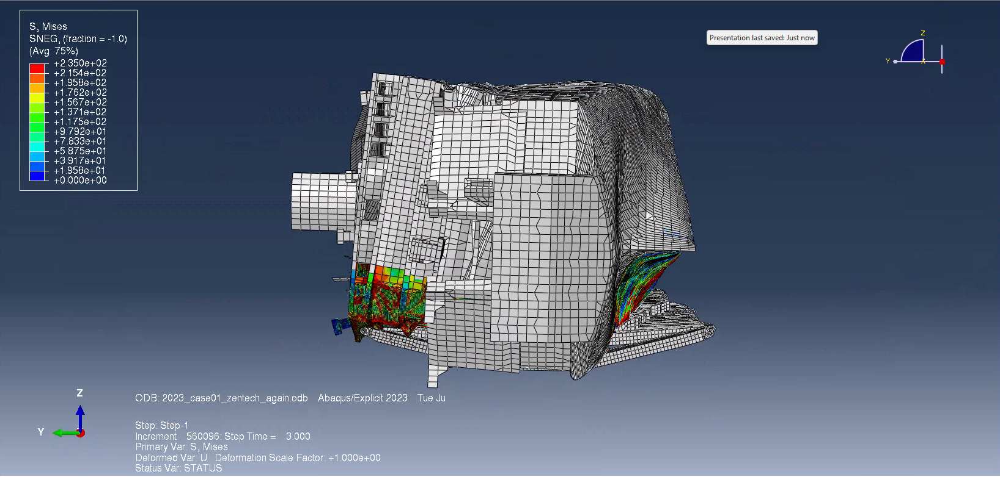 S, Mises
SNEG, (fraction = -1.0)
(Avg: 75%)
+2.350e+02
+2.154e+02
+1.958e+02
+1.762e+02
+1.567e+02
+1.371e+02
+1.175e+02
+9.792e+01
+7.833e+01
+5.875e+01
+3.917e+01
+1.958e+01
+0.000e+00
Presentation last saved: Just now
Z
Y X
Z
Y
ODB: 2023_case01_zentech_again.odb Abaqus/Explicit 2023 Tue Ju
Step: Step-1
Increment 560096: Step Time = 3.000
Primary Var: S, Mises
Deformed Var: U Deformation Scale Factor: +1.000e+00
Status Var: STATUS